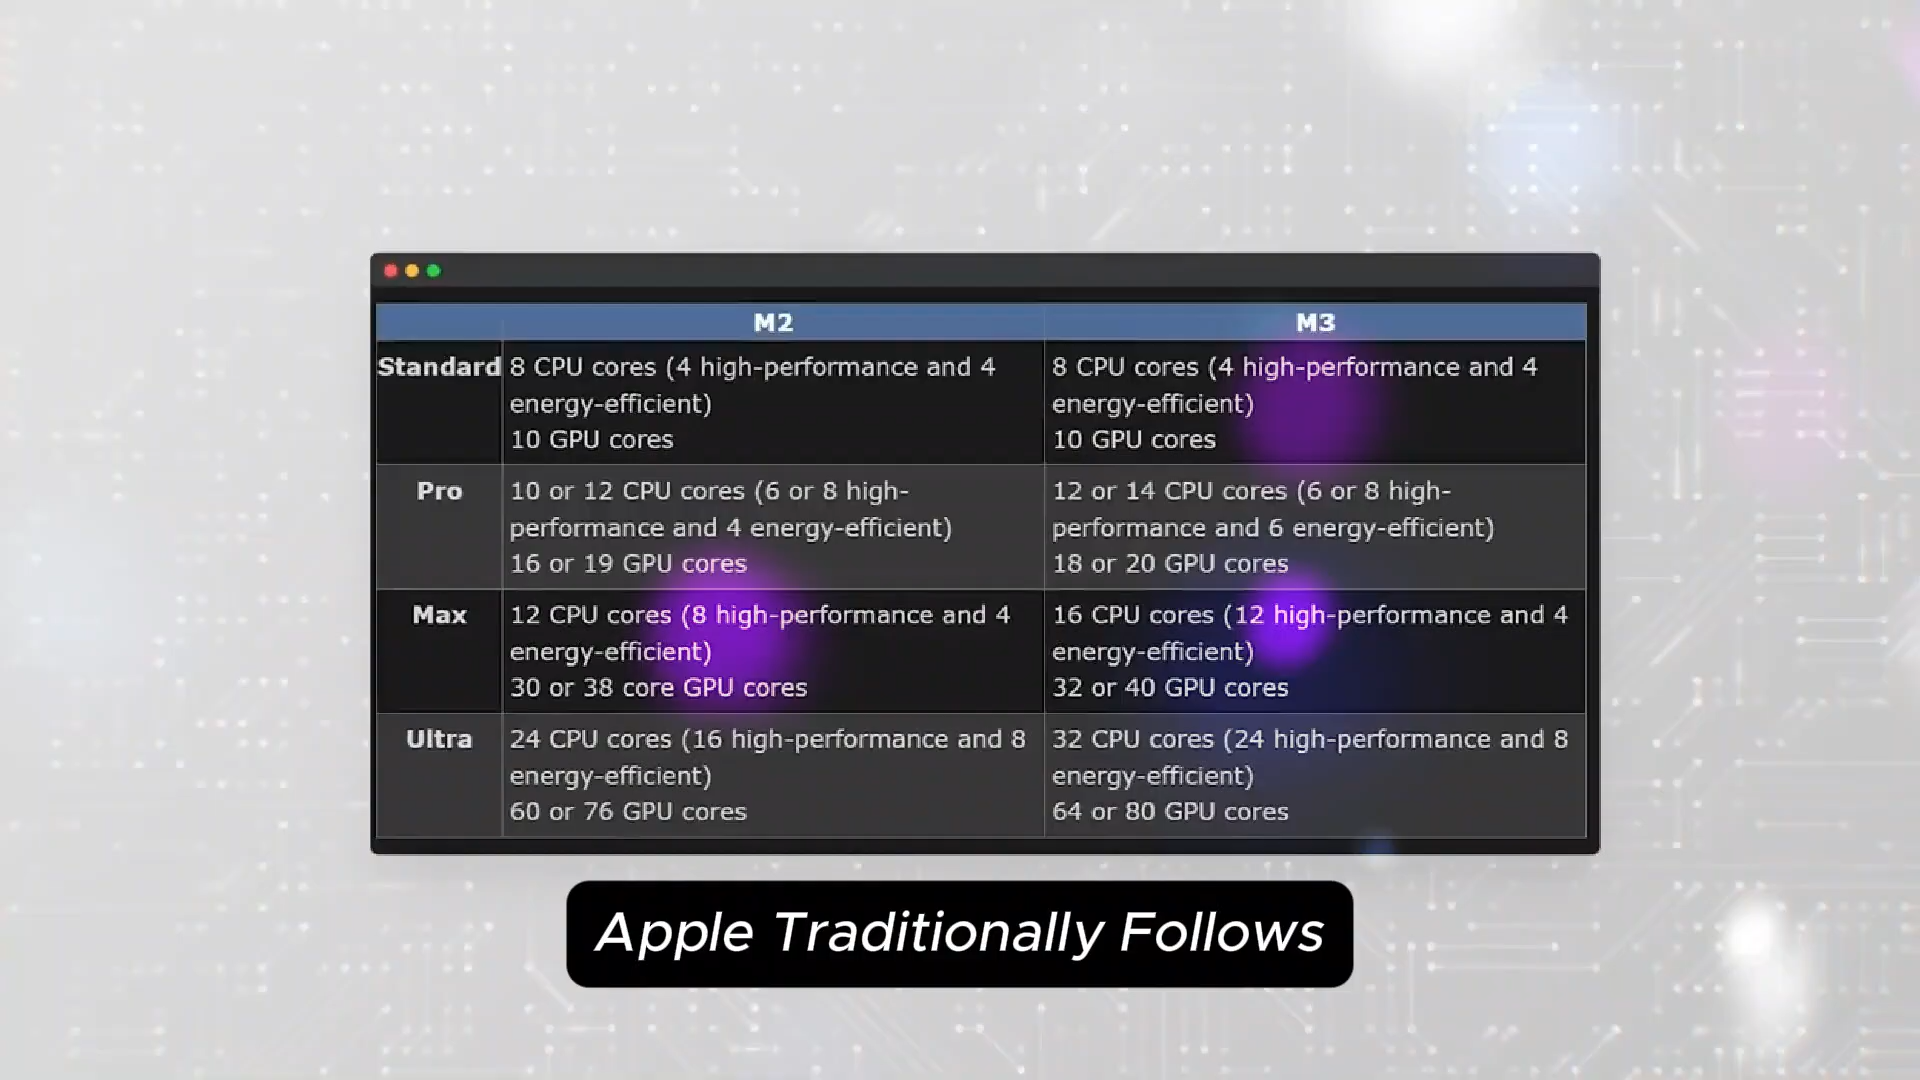 M2 M3
Standard 8 CPU cores (4 high-performance and 4 8 CPU cores (4 high-performance and 4
energy-efficient) energy-efficient)
10 GPU cores 10 GPU cores
Pro 10 or 12 CPU cores (6 or 8 high- 12 or 14 CPU cores (6 or 8 high-
performance and 4 energy-efficient) performance and 6 energy-efficient)
16 or 19 GPU cores 18 or 20 GPU cores
Max 12 CPU cores (8 high-performance and 4 16 CPU cores (12 high-performance and 4
energy-efficient) energy-efficient)
30 or 38 core GPU cores 32 or 40 GPU cores
Ultra 24 CPU cores (16 high-performance and 8 32 CPU cores (24 high-performance and 8
energy-efficient) energy-efficient)
60 or 76 GPU cores 64 or 80 GPU cores
Apple Traditionally Follows